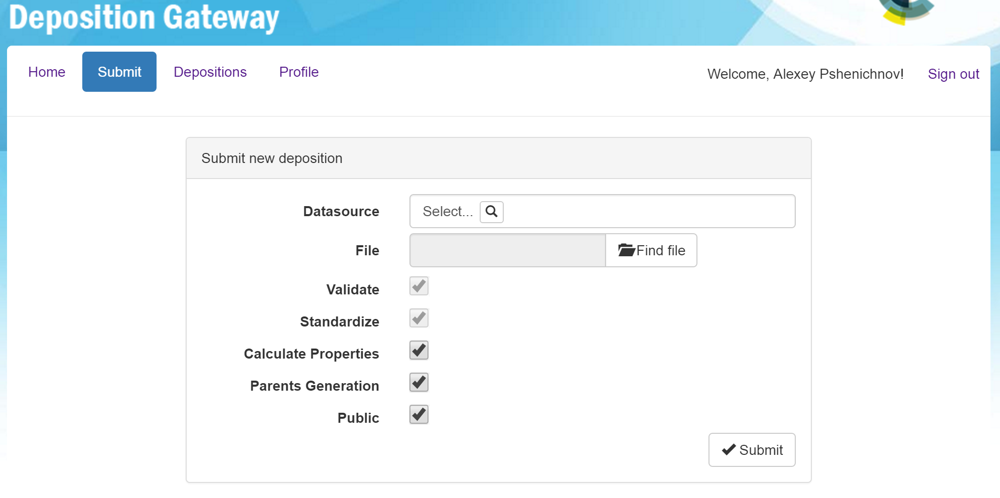 Deposition Gateway
Home Submit Depositions Profile Welcome, Alexey Pshenichnov! Sign out
Submit new deposition
Datasource Select...
File Find file
Validate
Standardize
Calculate Properties
Parents Generation
Public
Submit